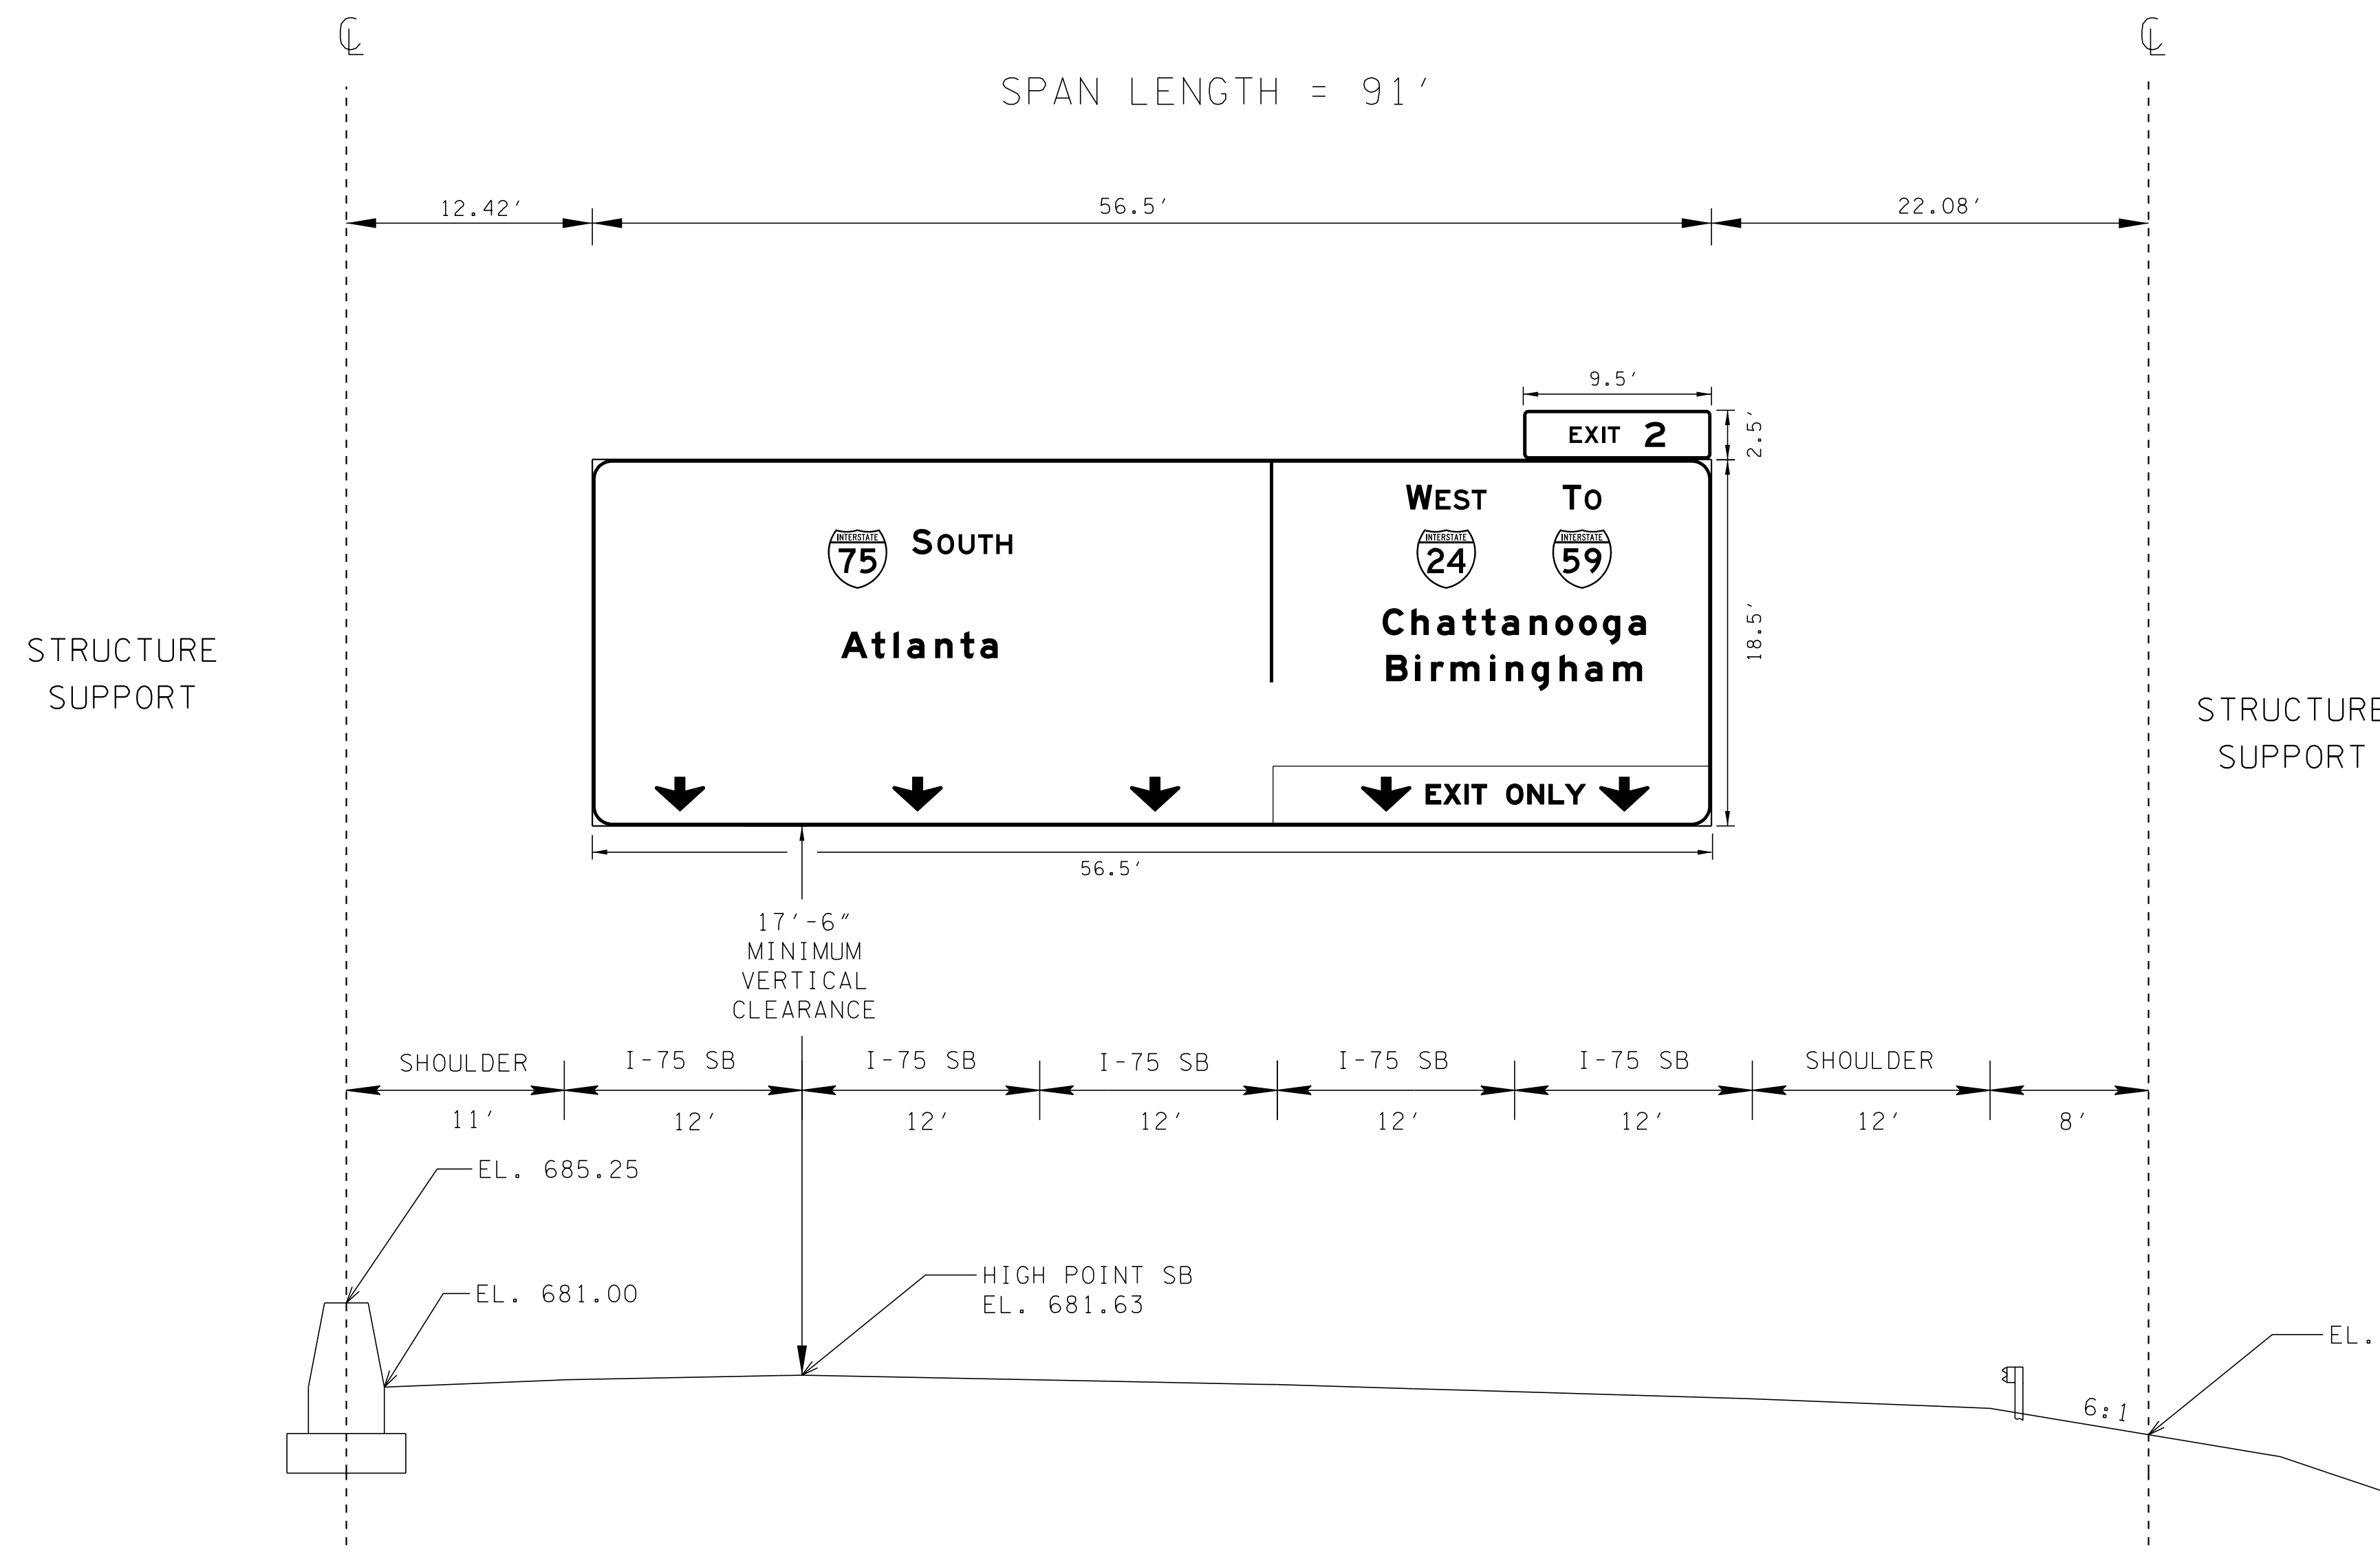 ℄ ℄
SPAN LENGTH = 91'
12.42' 56.5' 22.08'
9.5'
EXIT 2
2.5'
WEST TO
INTERSTATE 75 SOUTH
INTERSTATE 24
INTERSTATE 59
Atlanta
Chattanooga
Birmingham
18.5'
STRUCTURE
SUPPORT
STRUCTURE
SUPPORT
EXIT ONLY
56.5'
17'-6"
MINIMUM
VERTICAL
CLEARANCE
SHOULDER I-75 SB I-75 SB I-75 SB I-75 SB I-75 SB SHOULDER
11' 12' 12' 12' 12' 12' 12' 8'
EL. 685.25
EL. 681.00
HIGH POINT SB
EL. 681.63
EL.
6:1